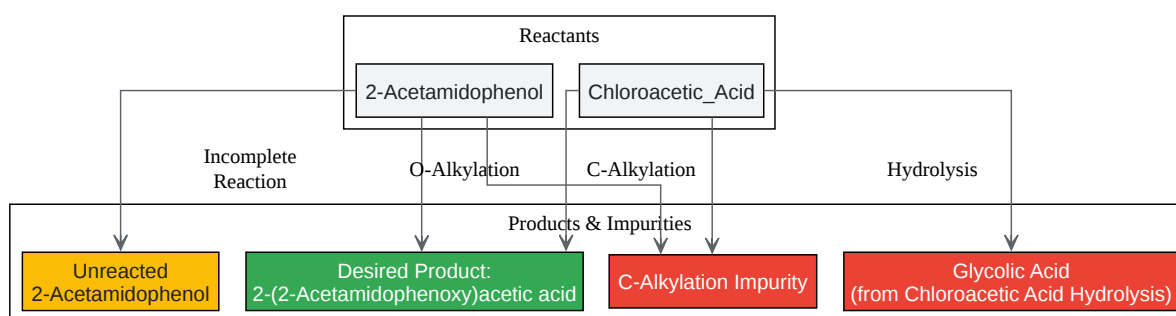 Reactants
2-Acetamidophenol
Chloroacetic_Acid
Incomplete
Reaction
O-Alkylation
C-Alkylation
Hydrolysis
Products & Impurities
Unreacted
2-Acetamidophenol
Desired Product:
2-(2-Acetamidophenoxy)acetic acid
C-Alkylation Impurity
Glycolic Acid
(from Chloroacetic Acid Hydrolysis)